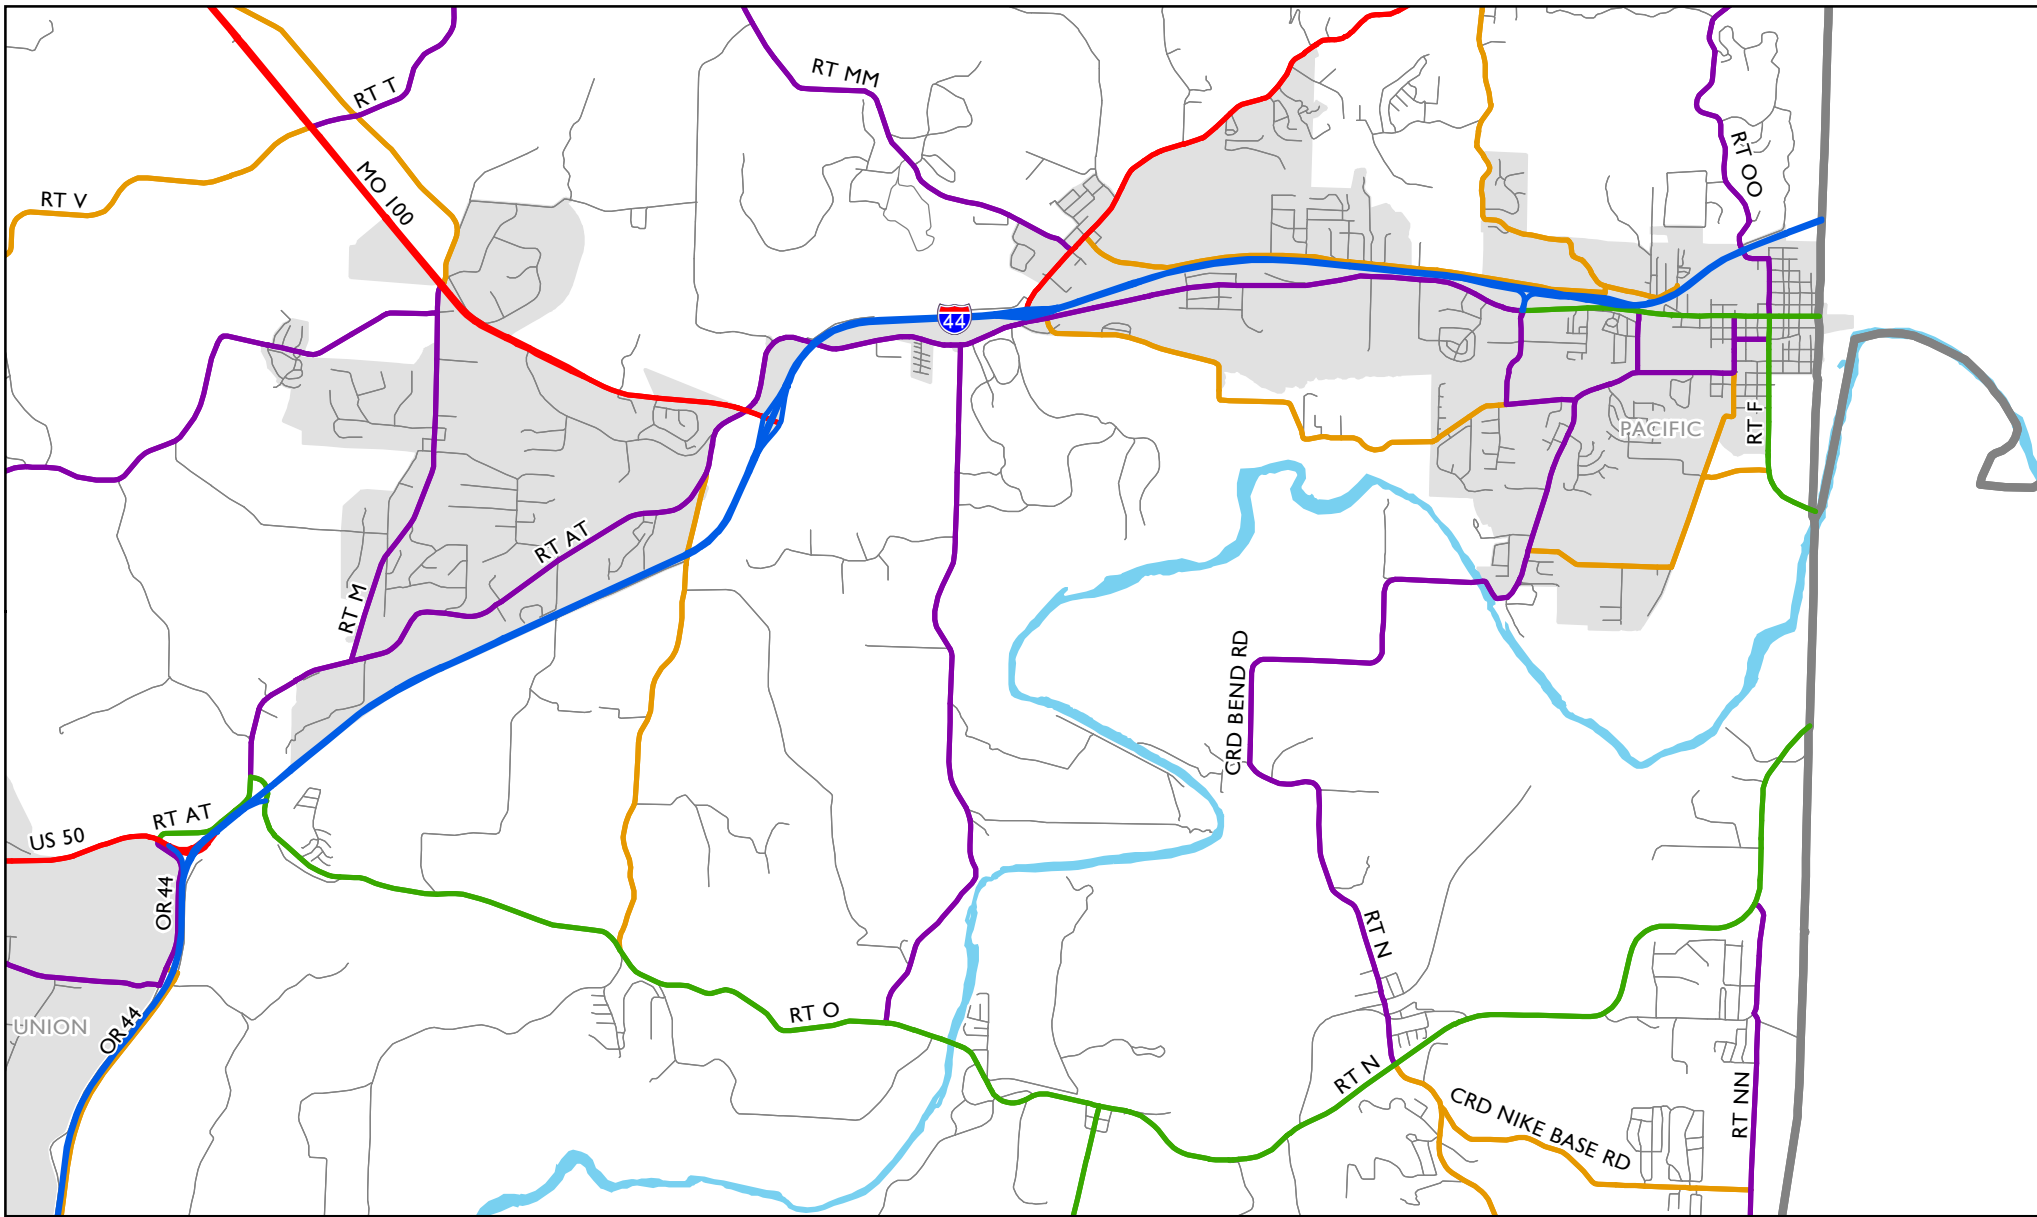 RT T
RT MM
RT OO
MO 100
RT V
44
RT F
PACIFIC
RT AT
RT M
CRD BEND RD
RT AT
US 50
OR 44
RT N
RT O
OR 44
UNION
RT N
CRD NIKE BASE RD
RT NN